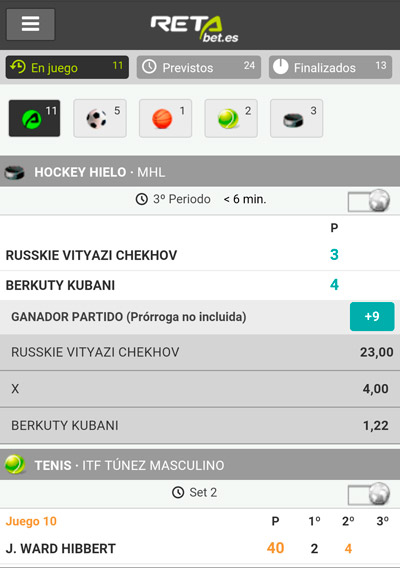 RETA
bet.es
En juego 11
Previstos 24
Finalizados 13
11
5
1
2
3
HOCKEY HIELO · MHL
3º Periodo < 6 min.
P
RUSSKIE VITYAZI CHEKHOV 3
BERKUTY KUBANI 4
GANADOR PARTIDO (Prórroga no incluida) +9
RUSSKIE VITYAZI CHEKHOV 23,00
X 4,00
BERKUTY KUBANI 1,22
TENIS · ITF TÚNEZ MASCULINO
Set 2
Juego 10 P 1º 2º 3º
J. WARD HIBBERT 40 2 4